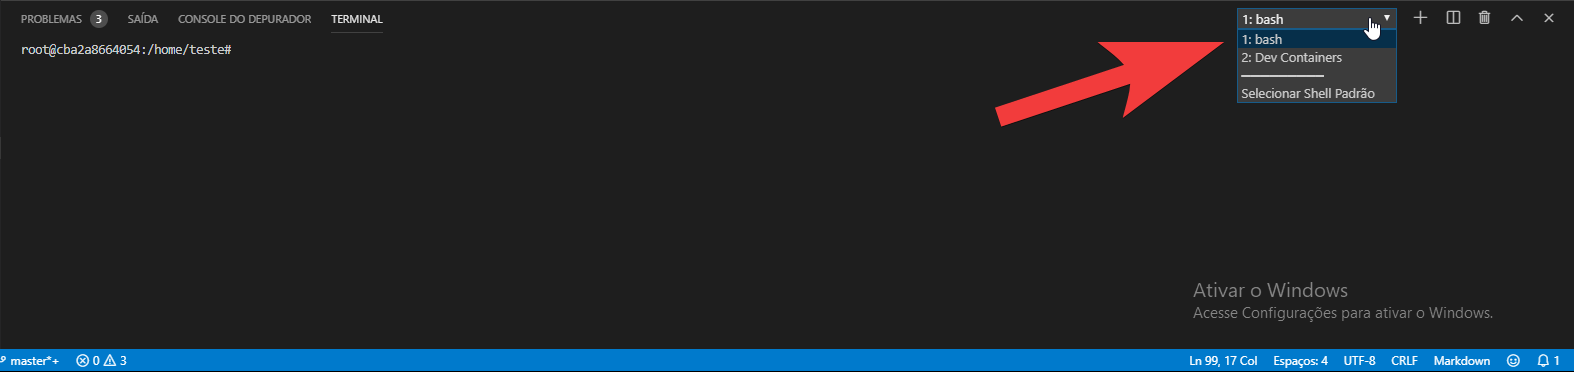 PROBLEMAS 3 SAÍDA CONSOLE DO DEPURADOR TERMINAL 1: bash
1: bash
root@cba2a8664054:/home/teste#
2: Dev Containers
Selecionar Shell Padrão
Ativar o Windows
Acesse Configurações para ativar o Windows.
master*+ 0 3 Ln 99, 17 Col Espaços: 4 UTF-8 CRLF Markdown 1